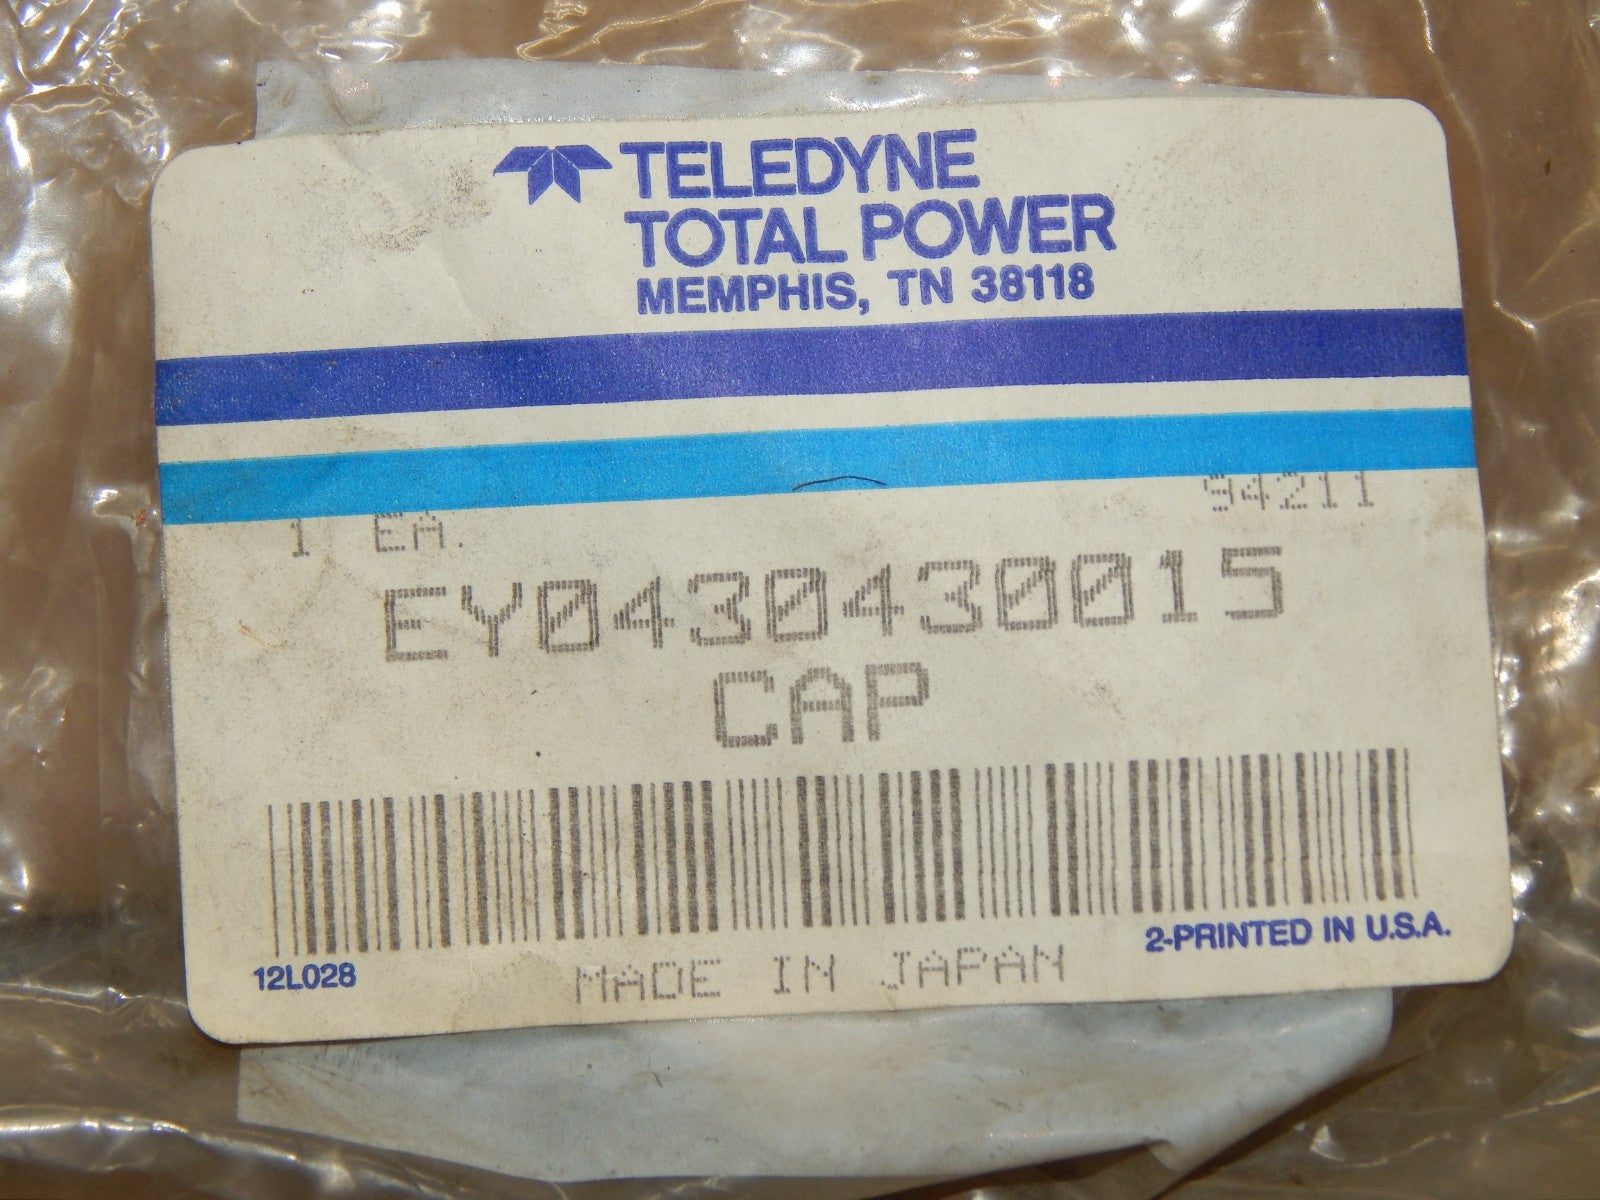 TELEDYNE
TOTAL POWER
MEMPHIS, TN 38118
1 EA. 94211
EY0430430015
CAP
12L028 MADE IN JAPAN 2-PRINTED IN U.S.A.